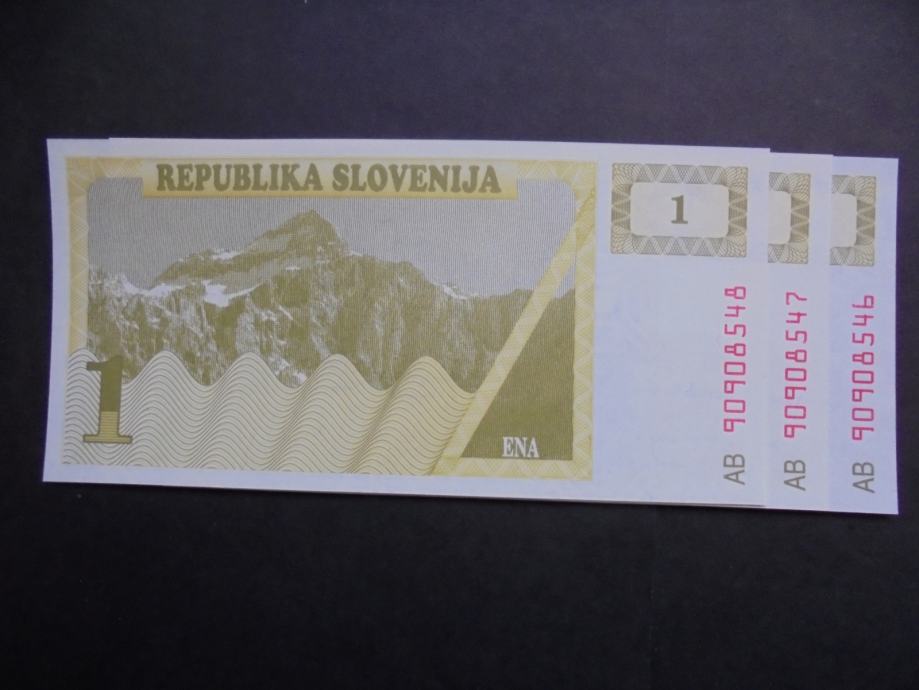 REPUBLIKA SLOVENIJA
1
1
ENA
AB 90908548
AB 90908547
AB 90908546